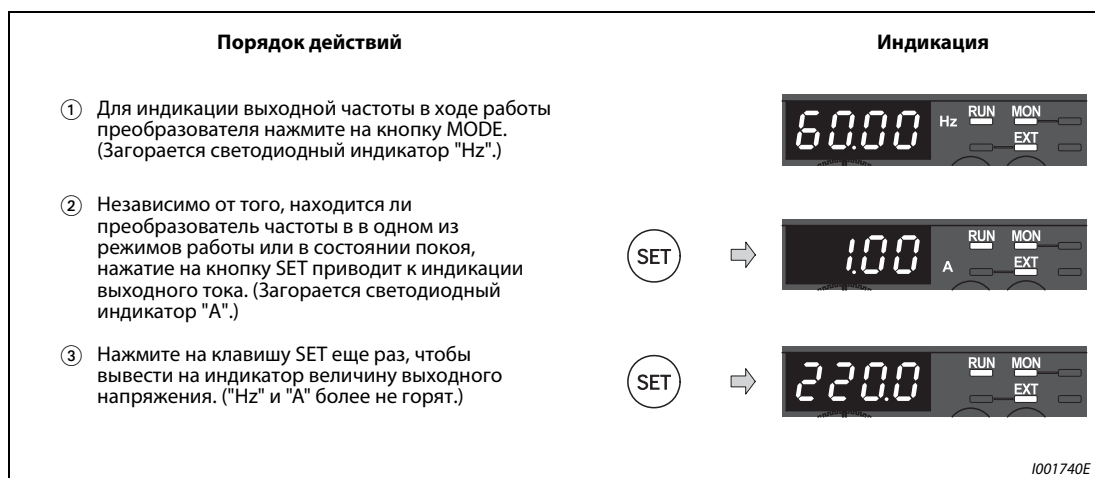 Порядок действий
Индикация
① Для индикации выходной частоты в ходе работы
преобразователя нажмите на кнопку MODE.
(Загорается светодиодный индикатор "Hz".)
60.00 Hz RUN MON
EXT
② Независимо от того, находится ли
преобразователь частоты в в одном из
режимов работы или в состоянии покоя,
нажатие на кнопку SET приводит к индикации
выходного тока. (Загорается светодиодный
индикатор "A".)
SET
1.00 A RUN MON
EXT
③ Нажмите на клавишу SET еще раз, чтобы
вывести на индикатор величину выходного
напряжения. ("Hz" и "A" более не горят.)
SET
220.0 RUN MON
EXT
I001740E